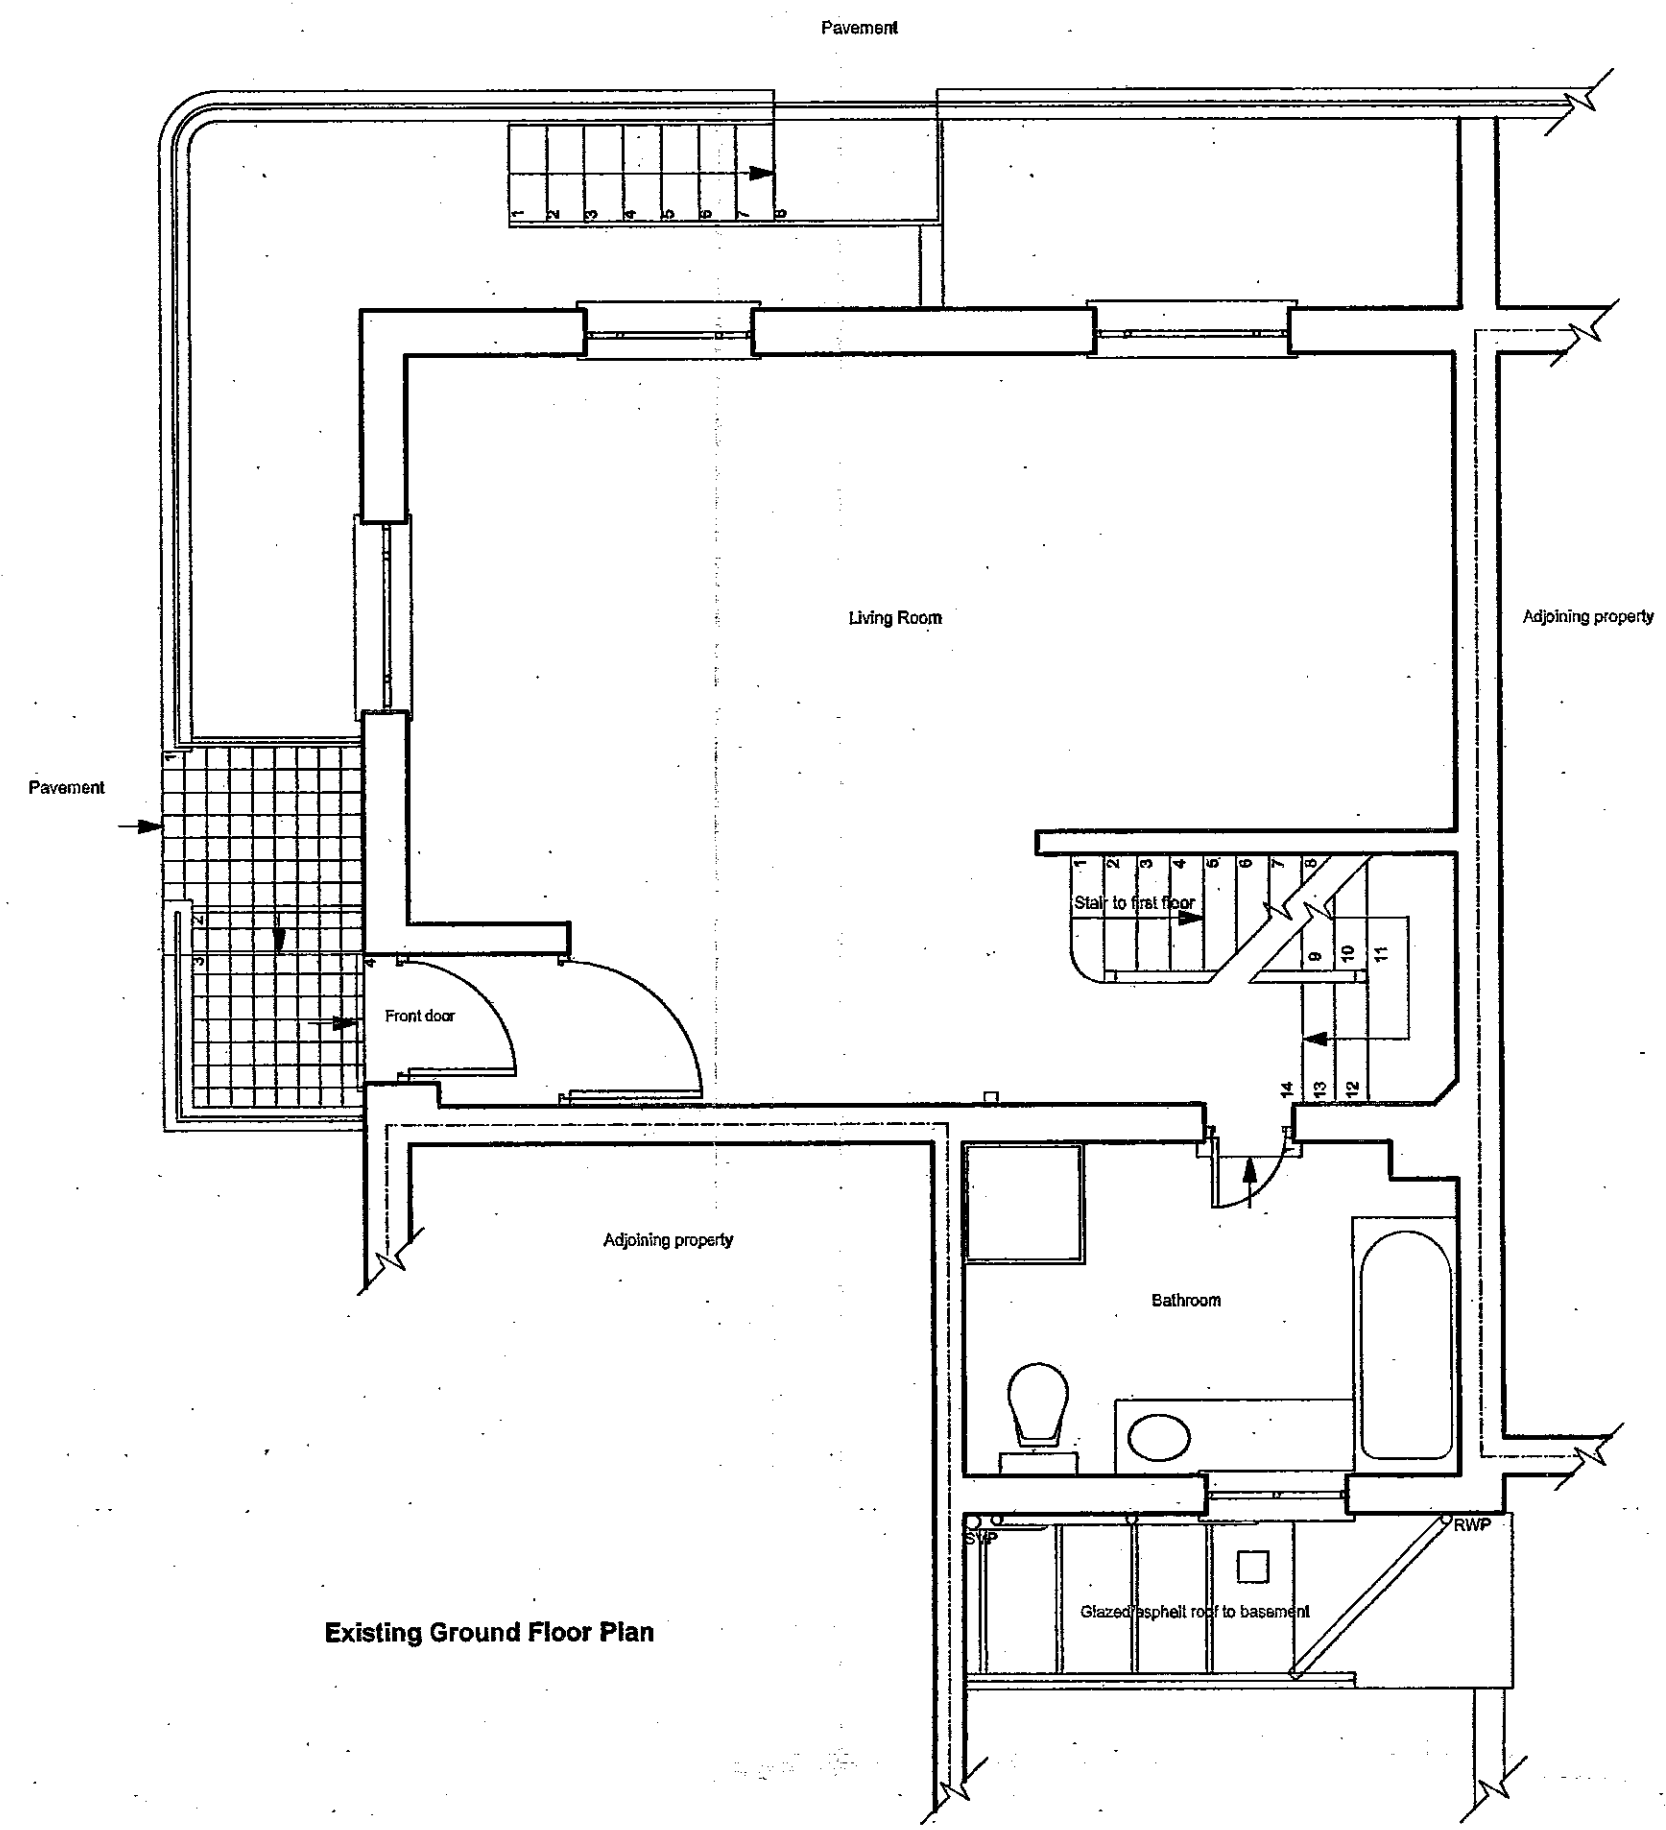 Pavement
1 2 3 4 5 6 7 8
Living Room
Adjoining property
1
Pavement
1 2 3 4 5 6 7 8
Stair to first floor
2
3
4
9 10 11
Front door
14 13 12
Adjoining property
Bathroom
SVP
RWP
Glazed/asphelt roof to basement
Existing Ground Floor Plan